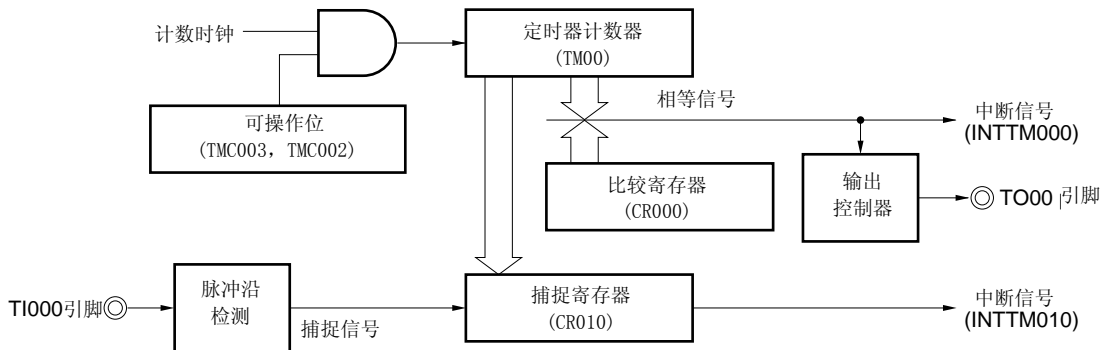 计数时钟
定时器计数器
(TM00)
可操作位
(TMC003, TMC002)
相等信号
中断信号
(INTTM000)
比较寄存器
(CR000)
输出
控制器
TO00 引脚
TI000引脚
脉冲沿
检测
捕捉信号
捕捉寄存器
(CR010)
中断信号
(INTTM010)